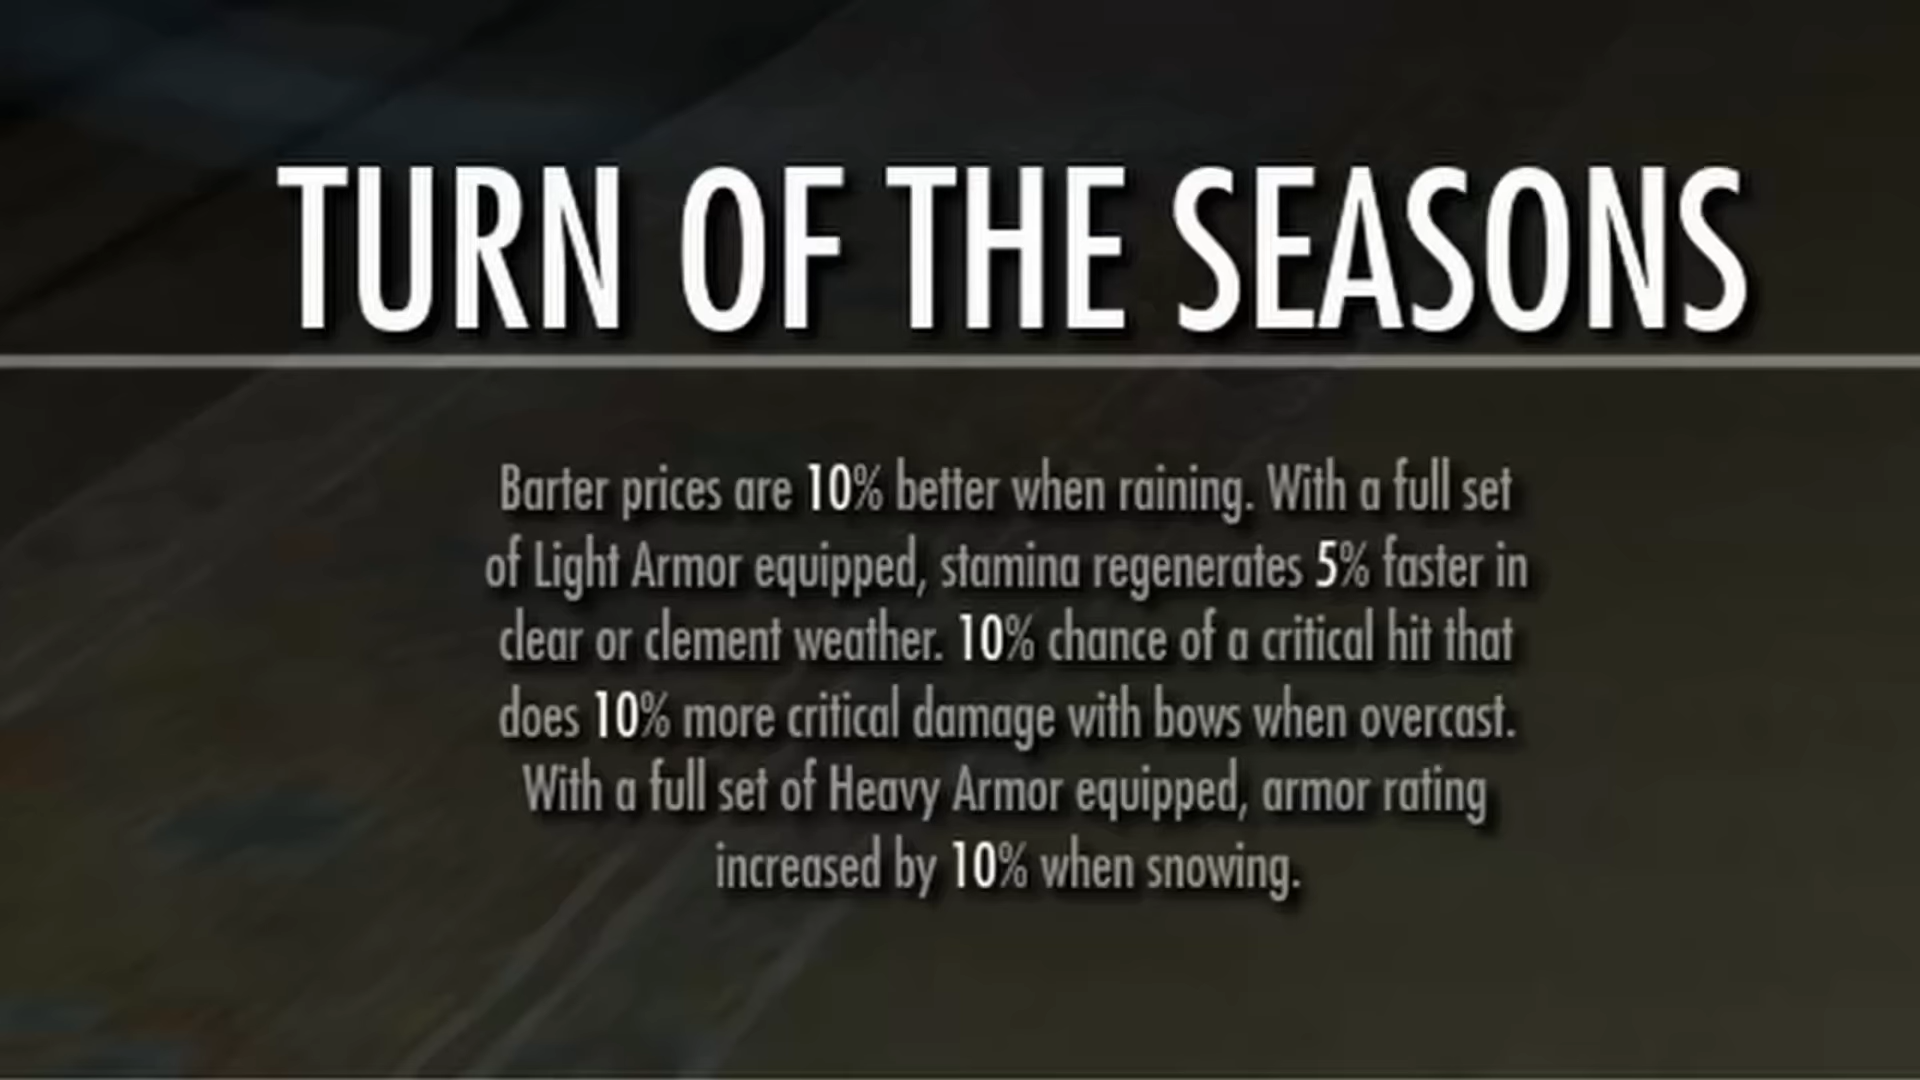 TURN OF THE SEASONS
Barter prices are 10% better when raining. With a full set
of Light Armor equipped, stamina regenerates 5% faster in
clear or clement weather. 10% chance of a critical hit that
does 10% more critical damage with bows when overcast.
With a full set of Heavy Armor equipped, armor rating
increased by 10% when snowing.